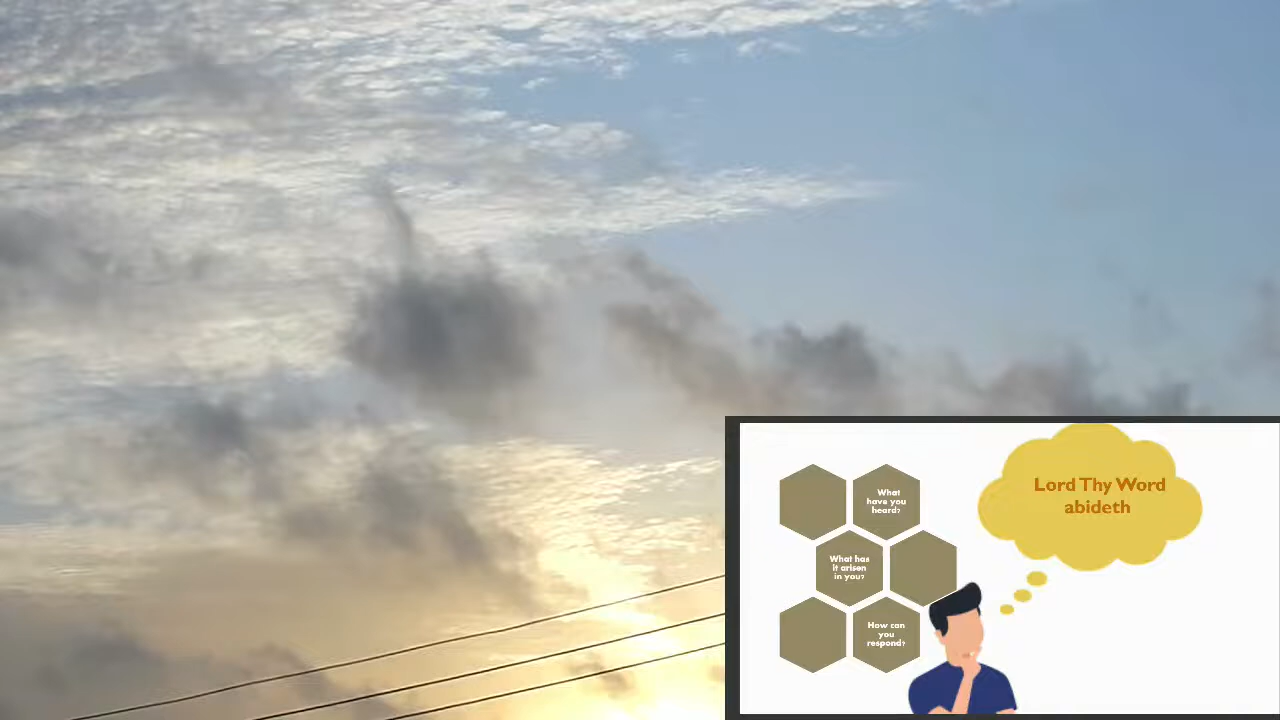 What
have you
heard?
What has
it arisen
in you?
How can
you
respond?
Lord Thy Word
abideth